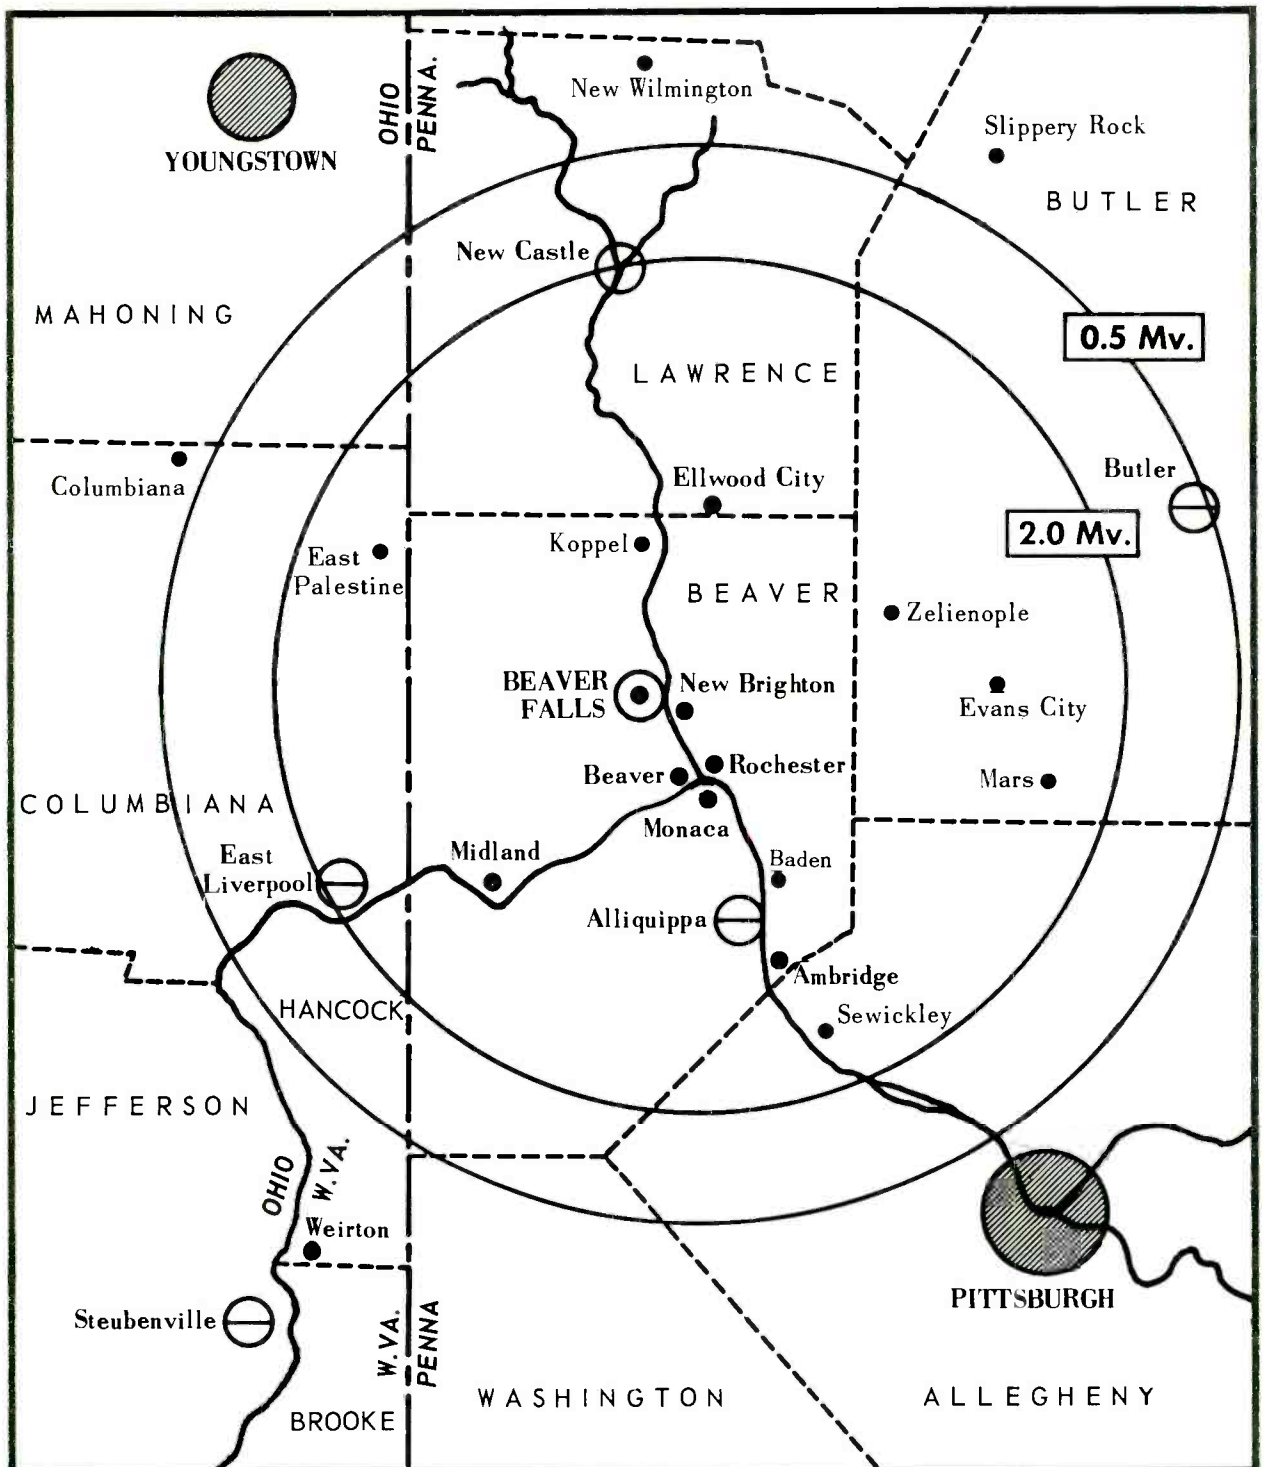 OHIO
PENNA.
New Wilmington
YOUNGSTOWN
Slippery Rock
BUTLER
New Castle
MAHONING
0.5 Mv.
LAWRENCE
Columbiana
Ellwood City
Butler
2.0 Mv.
Koppel
East
Palestine
BEAVER
Zelienople
BEAVER
FALLS
New Brighton
Evans City
Beaver
Rochester
Mars
COLUMBIANA
Monaca
East
Liverpool
Midland
Baden
Alliquippa
Ambridge
HANCOCK
Sewickley
JEFFERSON
OHIO
W.VA.
Weirton
Steubenville
PITTSBURGH
W.VA.
PENNA
WASHINGTON
ALLEGHENY
BROOKE